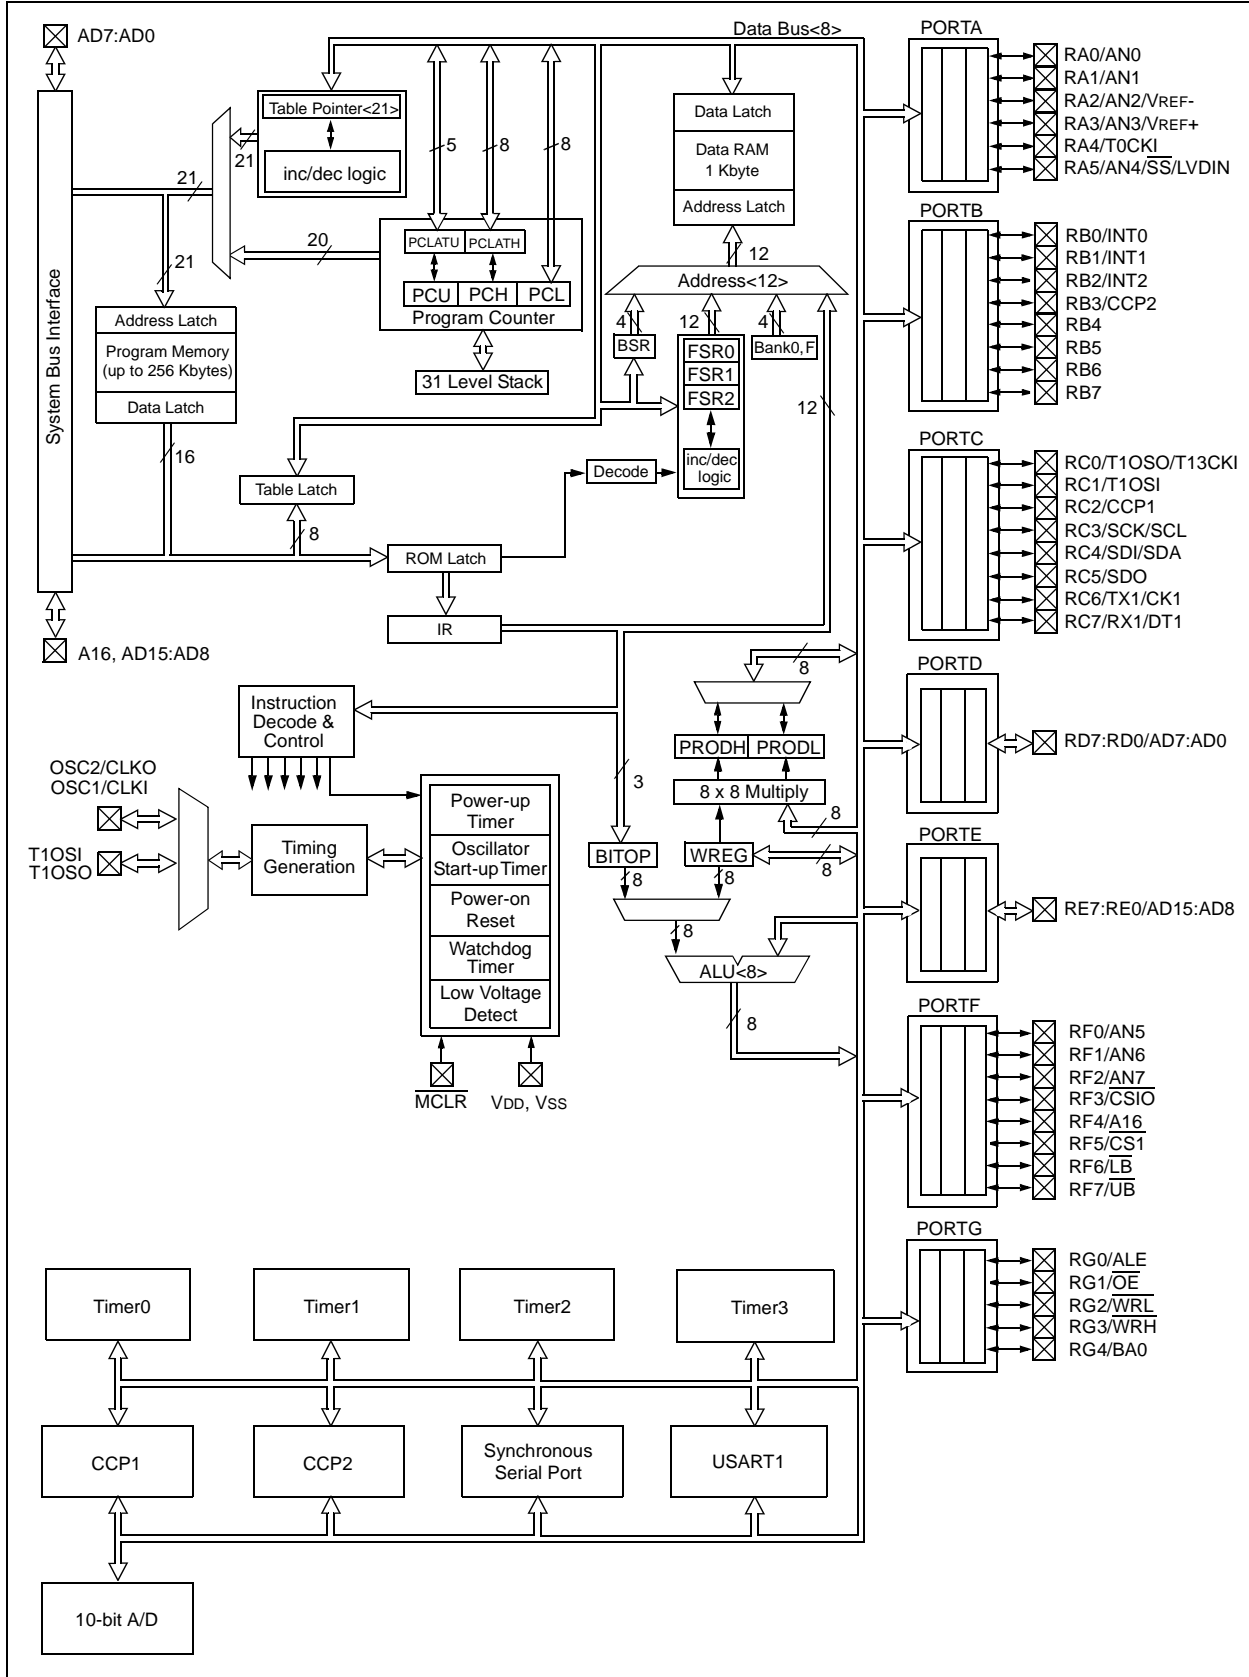 Data Bus<8>
AD7:AD0
Table Pointer<21>
inc/dec logic
21
21
5
8
8
Data Latch
Data RAM
1 Kbyte
Address Latch
20
21
PCLATU
PCLATH
PCU
PCH
PCL
Program Counter
31 Level Stack
12
Address<12>
4
12
4
BSR
FSR0
FSR1
FSR2
inc/dec
logic
Bank0, F
12
System Bus Interface
Address Latch
Program Memory
(up to 256 Kbytes)
Data Latch
16
Table Latch
8
Decode
ROM Latch
IR
A16, AD15:AD8
8
Instruction
Decode &
Control
PRODH
PRODL
8 x 8 Multiply
3
8
OSC2/CLKO
OSC1/CLKI
T1OSI
T1OSO
Timing
Generation
Power-up
Timer
Oscillator
Start-up Timer
Power-on
Reset
Watchdog
Timer
Low Voltage
Detect
MCLR
VDD, VSS
BITOP
WREG
8
8
8
8
ALU<8>
8
PORTA
RA0/AN0
RA1/AN1
RA2/AN2/VREF-
RA3/AN3/VREF+
RA4/T0CKI
RA5/AN4/SS/LVDIN
PORTB
RB0/INT0
RB1/INT1
RB2/INT2
RB3/CCP2
RB4
RB5
RB6
RB7
PORTC
RC0/T1OSO/T13CKI
RC1/T1OSI
RC2/CCP1
RC3/SCK/SCL
RC4/SDI/SDA
RC5/SDO
RC6/TX1/CK1
RC7/RX1/DT1
PORTD
RD7:RD0/AD7:AD0
PORTE
RE7:RE0/AD15:AD8
PORTF
RF0/AN5
RF1/AN6
RF2/AN7
RF3/CSIO
RF4/A16
RF5/CS1
RF6/LB
RF7/UB
PORTG
RG0/ALE
RG1/OE
RG2/WRL
RG3/WRH
RG4/BA0
Timer0
Timer1
Timer2
Timer3
CCP1
CCP2
Synchronous
Serial Port
USART1
10-bit A/D